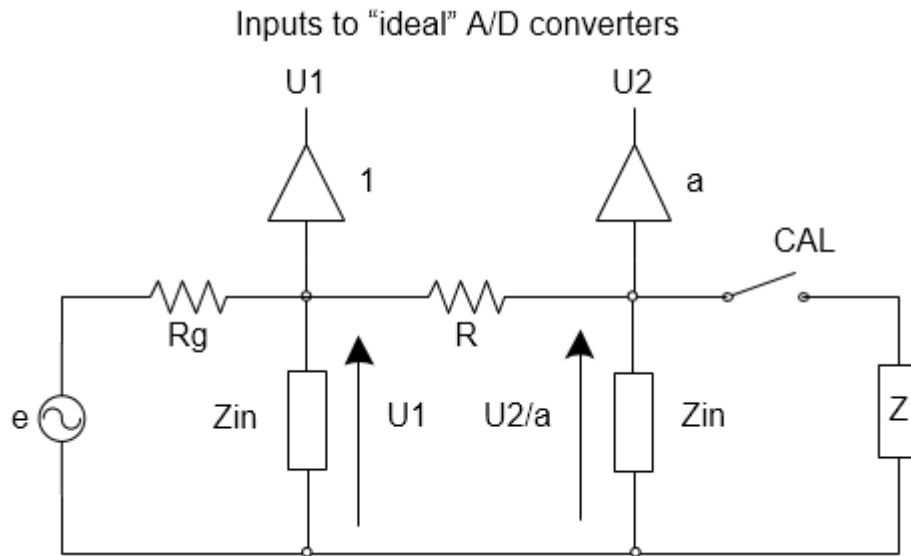 Inputs to “ideal” A/D converters
U1 U2
1 a
CAL
Rg R
e Zin U1 U2/a Zin Z